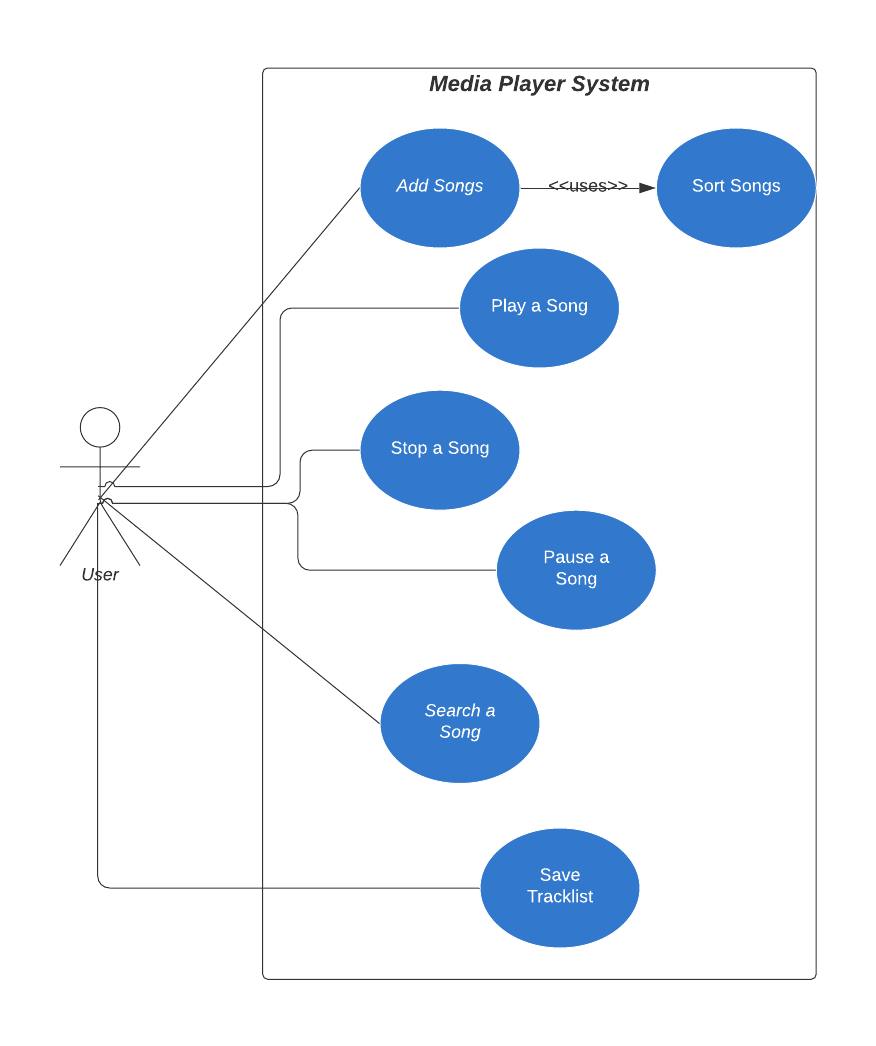 Media Player System
Add Songs
<<uses>>
Sort Songs
Play a Song
Stop a Song
Pause a
Song
User
Search a
Song
Save
Tracklist